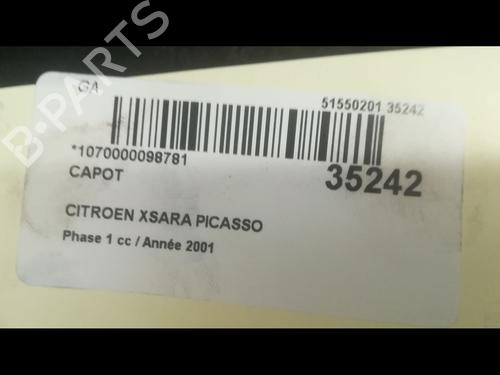 GA
51550201 35242
*1070000098781
CAPOT
35242
CITROEN XSARA PICASSO
Phase 1 cc / Année 2001
B-PARTS